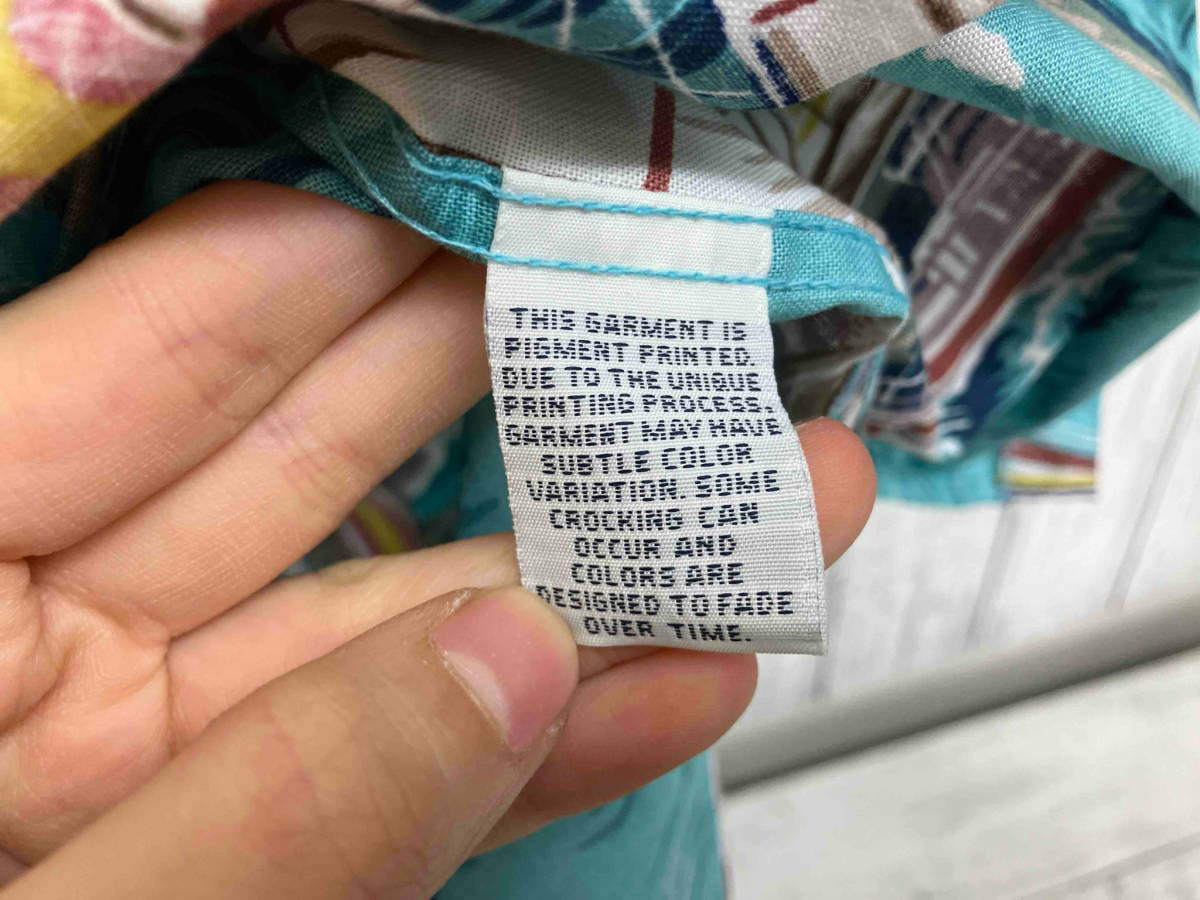 THIS GARMENT IS
PIGMENT PRINTED.
DUE TO THE UNIQUE
PRINTING PROCESS,
GARMENT MAY HAVE
SUBTLE COLOR
VARIATION. SOME
CROCKING CAN
OCCUR AND
COLORS ARE
DESIGNED TO FADE
OVER TIME.